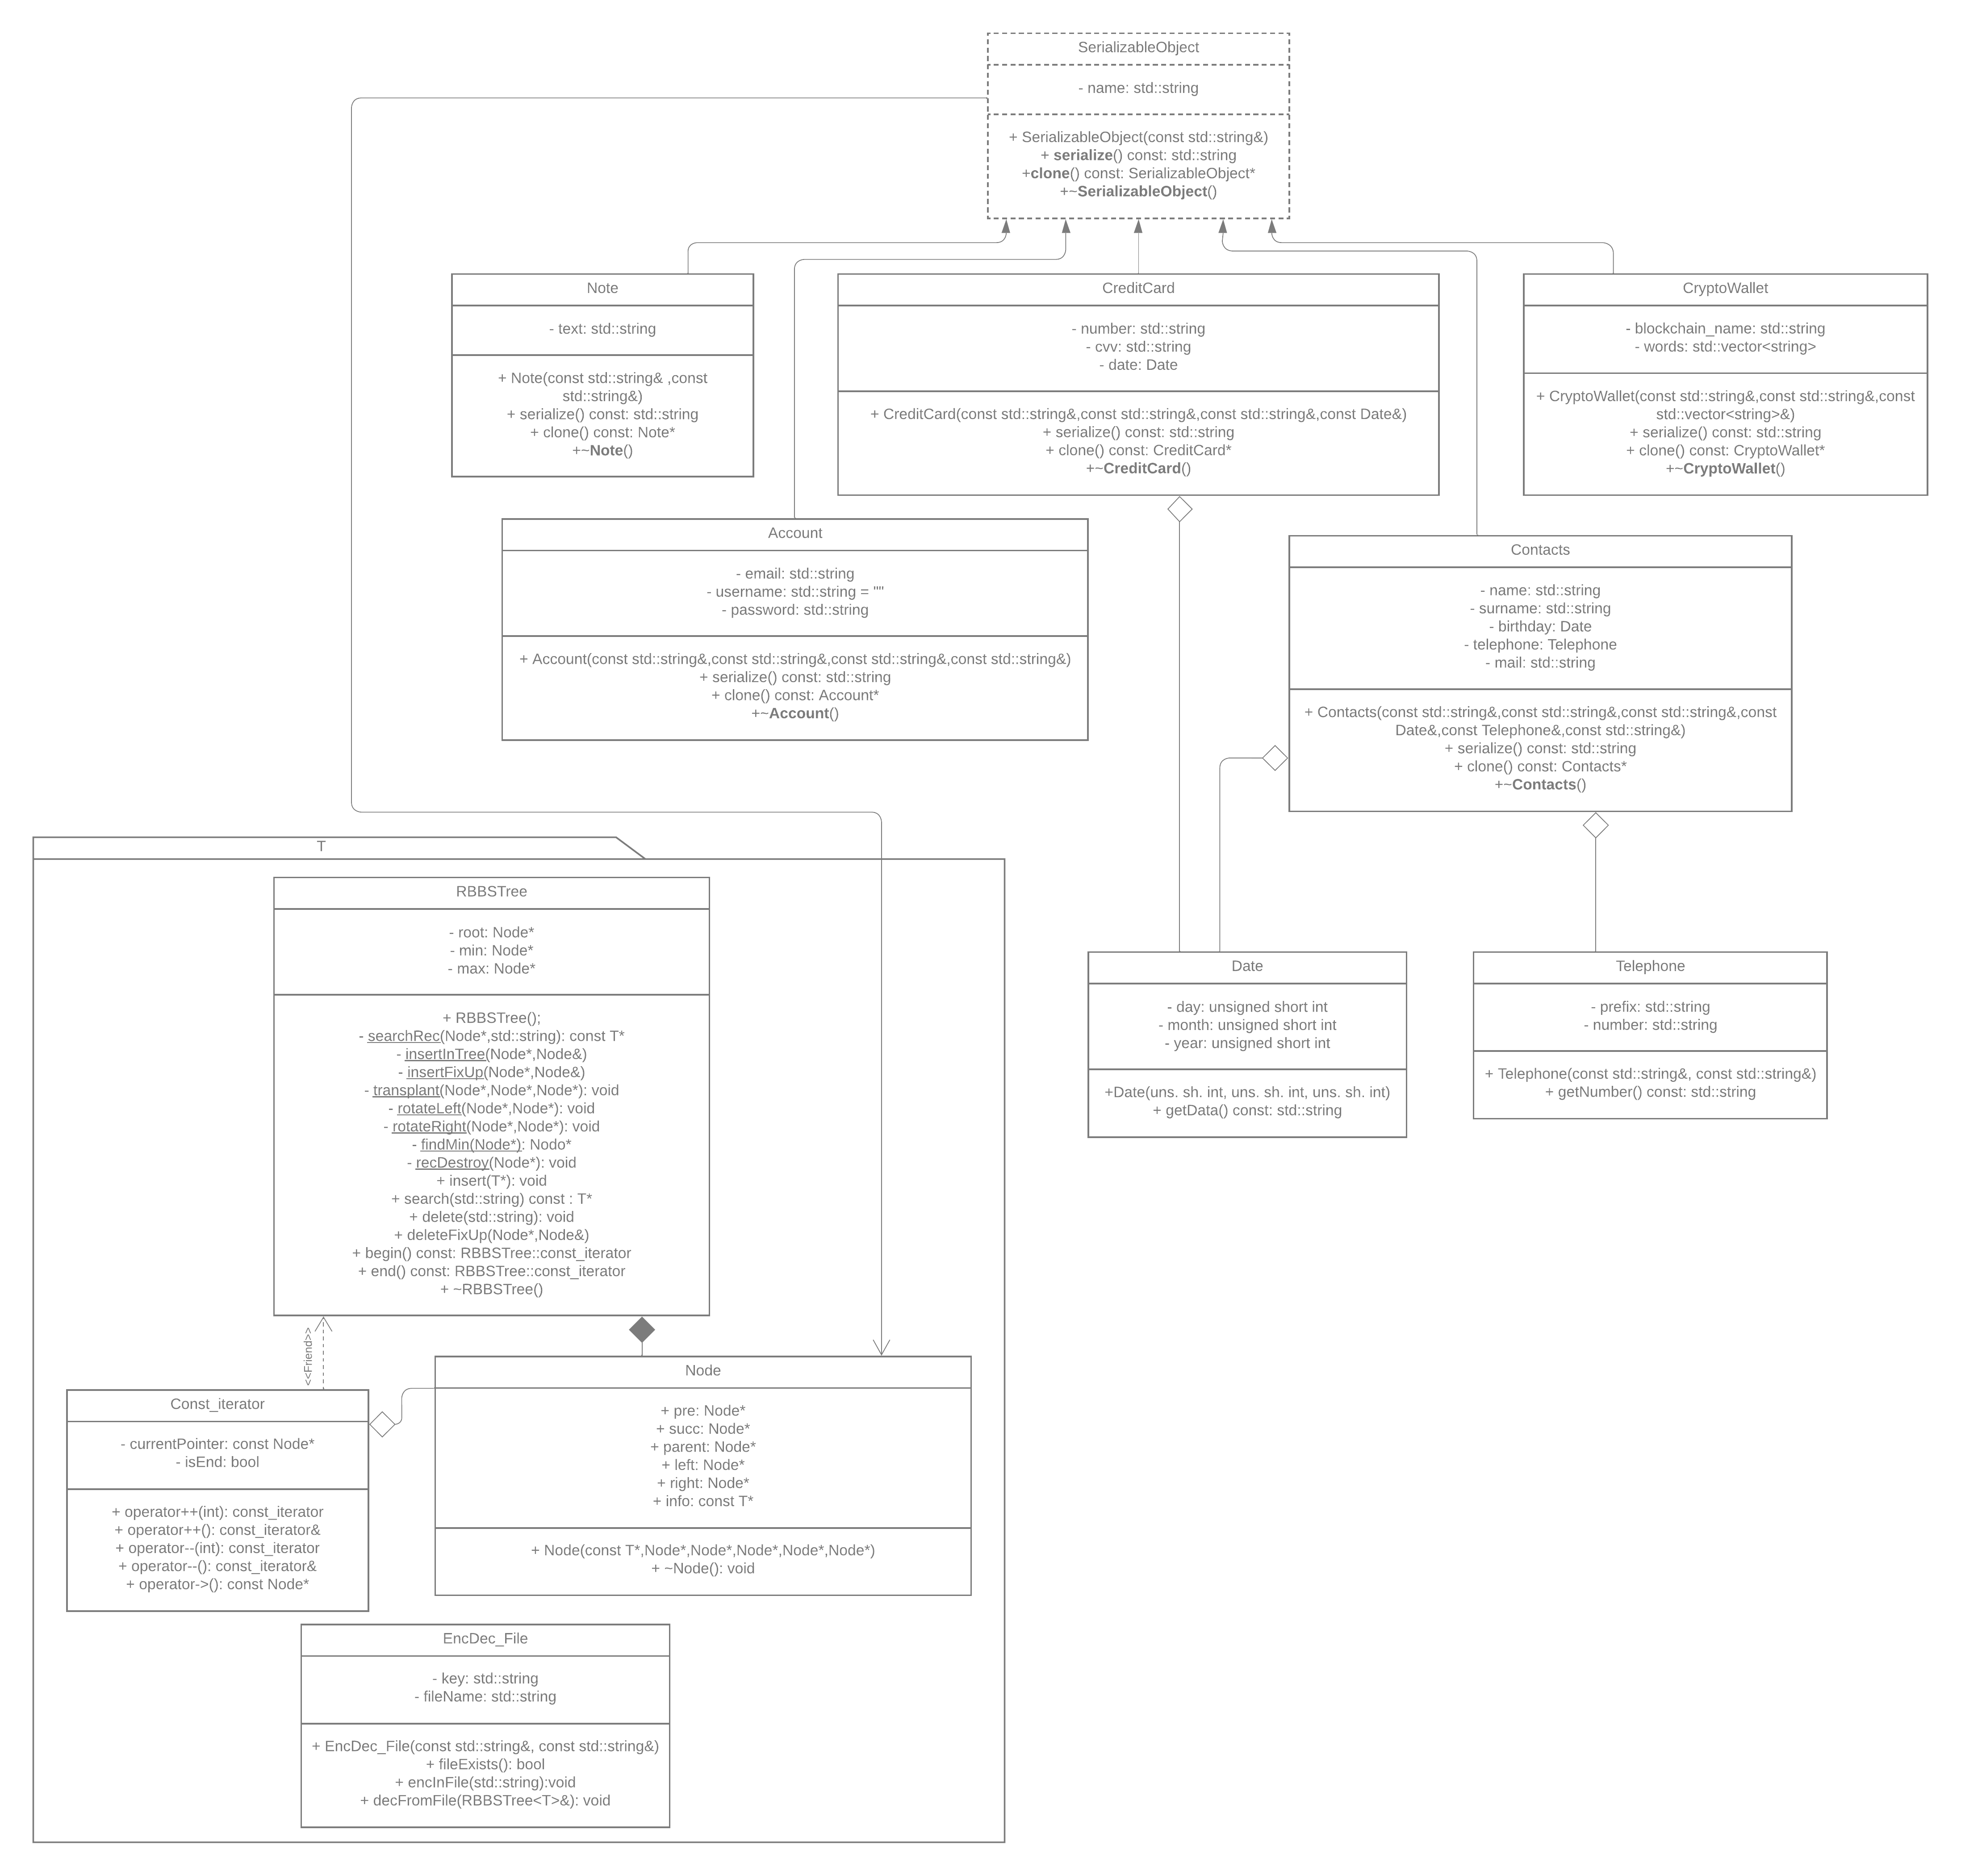 SerializableObject
- name: std::string
+ SerializableObject(const std::string&)
+ serialize() const: std::string
+clone() const: SerializableObject*
+~SerializableObject()
Note
- text: std::string
+ Note(const std::string& ,const
std::string&)
+ serialize() const: std::string
+ clone() const: Note*
+~Note()
CreditCard
- number: std::string
- cvv: std::string
- date: Date
+ CreditCard(const std::string&,const std::string&,const std::string&,const Date&)
+ serialize() const: std::string
+ clone() const: CreditCard*
+~CreditCard()
CryptoWallet
- blockchain_name: std::string
- words: std::vector<string>
+ CryptoWallet(const std::string&,const std::string&,const
std::vector<string>&)
+ serialize() const: std::string
+ clone() const: CryptoWallet*
+~CryptoWallet()
Account
- email: std::string
- username: std::string = ""
- password: std::string
+ Account(const std::string&,const std::string&,const std::string&,const std::string&)
+ serialize() const: std::string
+ clone() const: Account*
+~Account()
Contacts
- name: std::string
- surname: std::string
- birthday: Date
- telephone: Telephone
- mail: std::string
+ Contacts(const std::string&,const std::string&,const std::string&,const
Date&,const Telephone&,const std::string&)
+ serialize() const: std::string
+ clone() const: Contacts*
+~Contacts()
T
RBBSTree
- root: Node*
- min: Node*
- max: Node*
+ RBBSTree();
- searchRec(Node*,std::string): const T*
- insertInTree(Node*,Node&)
- insertFixUp(Node*,Node&)
- transplant(Node*,Node*,Node*): void
- rotateLeft(Node*,Node*): void
- rotateRight(Node*,Node*): void
- findMin(Node*): Nodo*
- recDestroy(Node*): void
+ insert(T*): void
+ search(std::string) const : T*
+ delete(std::string): void
+ deleteFixUp(Node*,Node&)
+ begin() const: RBBSTree::const_iterator
+ end() const: RBBSTree::const_iterator
+ ~RBBSTree()
Date
- day: unsigned short int
- month: unsigned short int
- year: unsigned short int
+Date(uns. sh. int, uns. sh. int, uns. sh. int)
+ getData() const: std::string
Telephone
- prefix: std::string
- number: std::string
+ Telephone(const std::string&, const std::string&)
+ getNumber() const: std::string
<<Friend>>
Const_iterator
- currentPointer: const Node*
- isEnd: bool
+ operator++(int): const_iterator
+ operator++(): const_iterator&
+ operator--(int): const_iterator
+ operator--(): const_iterator&
+ operator->(): const Node*
Node
+ pre: Node*
+ succ: Node*
+ parent: Node*
+ left: Node*
+ right: Node*
+ info: const T*
+ Node(const T*,Node*,Node*,Node*,Node*,Node*)
+ ~Node(): void
EncDec_File
- key: std::string
- fileName: std::string
+ EncDec_File(const std::string&, const std::string&)
+ fileExists(): bool
+ encInFile(std::string):void
+ decFromFile(RBBSTree<T>&): void